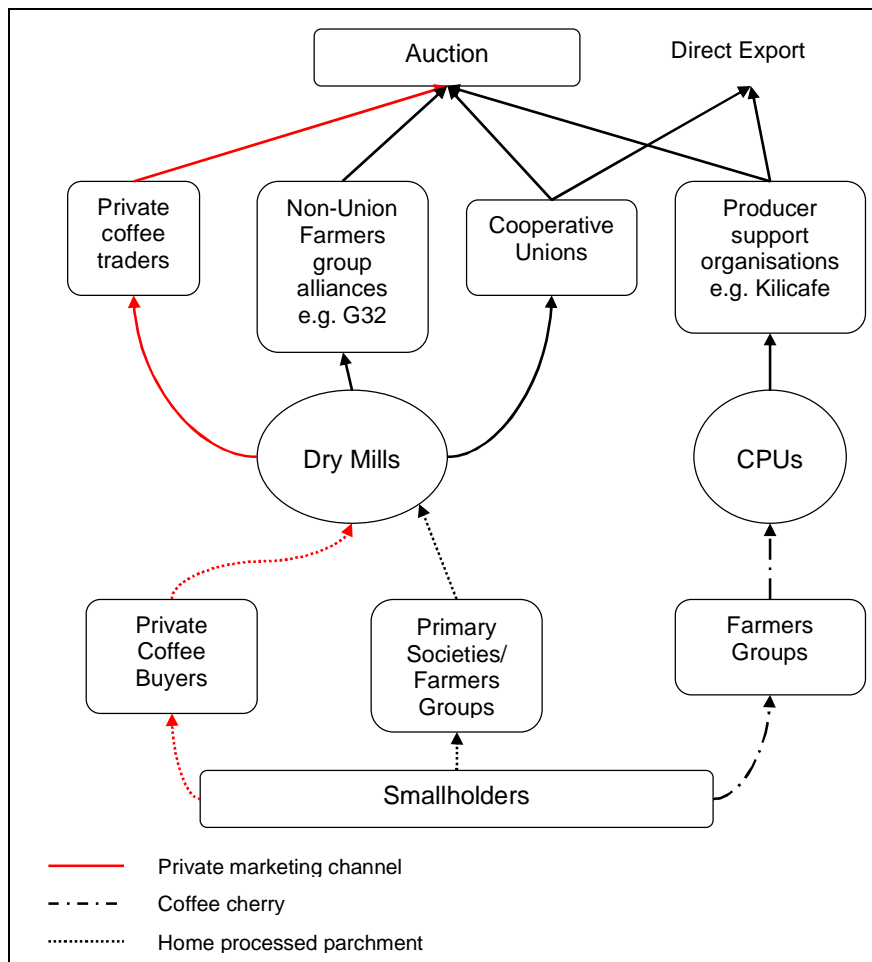 Auction
Direct Export
Private
coffee
traders
Non-Union
Farmers
group
alliances
e.g. G32
Cooperative
Unions
Producer
support
organisations
e.g. Kilicafe
Dry Mills
CPUs
Private
Coffee
Buyers
Primary
Societies/
Farmers
Groups
Farmers
Groups
Smallholders
Private marketing channel
Coffee cherry
Home processed parchment